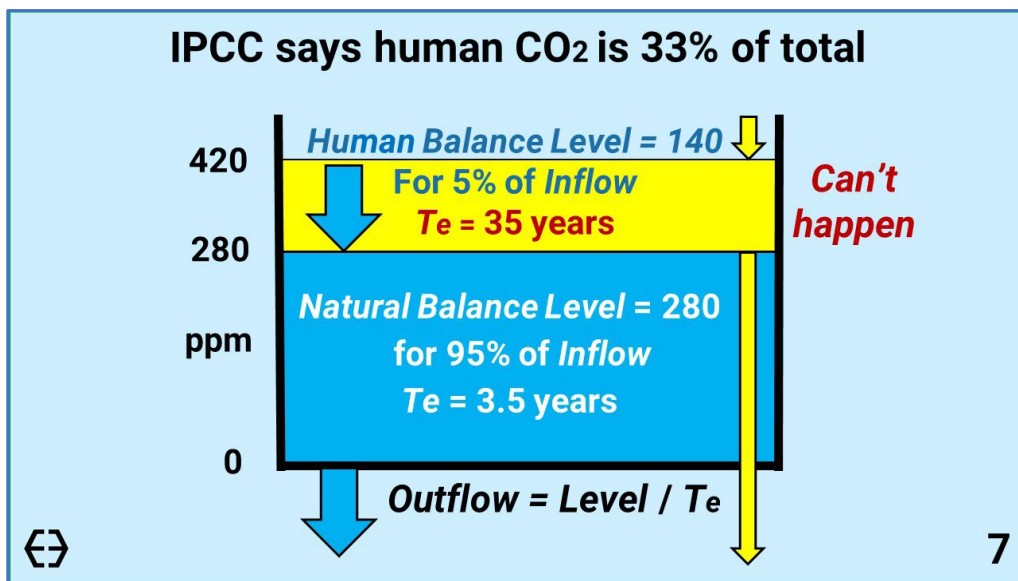 IPCC says human CO₂ is 33% of total
Human Balance Level = 140
420
For 5% of Inflow
Can't
Te = 35 years
happen
280
Natural Balance Level = 280
ppm
for 95% of Inflow
Te = 3.5 years
0
Outflow = Level / Te
7